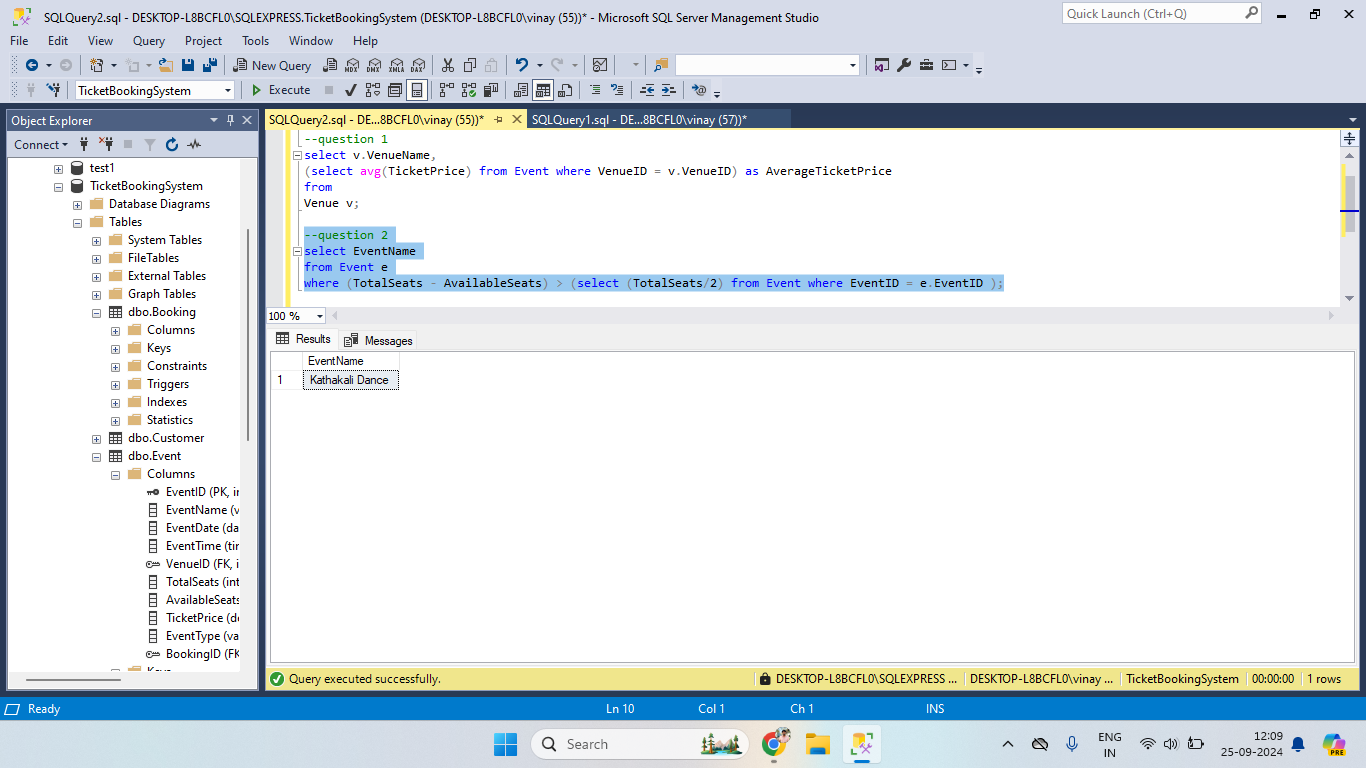 SQLQuery2.sql - DESKTOP-L8BCFL0\SQLEXPRESS.TicketBookingSystem (DESKTOP-L8BCFL0\vinay (55))* - Microsoft SQL Server Management Studio
Quick Launch (Ctrl+Q)
File Edit View Query Project Tools Window Help
New Query
MDX DMX XMLA DAX
TicketBookingSystem
Execute
Object Explorer
Connect
test1
TicketBookingSystem
Database Diagrams
Tables
System Tables
FileTables
External Tables
Graph Tables
dbo.Booking
Columns
Keys
Constraints
Triggers
Indexes
Statistics
dbo.Customer
dbo.Event
Columns
EventID (PK, in
EventName (v
EventDate (da
EventTime (tin
VenueID (FK, i
TotalSeats (int
AvailableSeats
TicketPrice (de
EventType (va
BookingID (FK
Keys
SQLQuery2.sql - DE...8BCFL0\vinay (55))*
SQLQuery1.sql - DE...8BCFL0\vinay (57))*
--question 1
select v.VenueName,
(select avg(TicketPrice) from Event where VenueID = v.VenueID) as AverageTicketPrice
from
Venue v;
--question 2
select EventName
from Event e
where (TotalSeats - AvailableSeats) > (select (TotalSeats/2) from Event where EventID = e.EventID );
100 %
Results Messages
EventName
1 Kathakali Dance
Query executed successfully.
DESKTOP-L8BCFL0\SQLEXPRESS ... DESKTOP-L8BCFL0\vinay ... TicketBookingSystem 00:00:00 1 rows
Ready Ln 10 Col 1 Ch 1 INS
Search
ENG
IN
12:09
25-09-2024
PRE